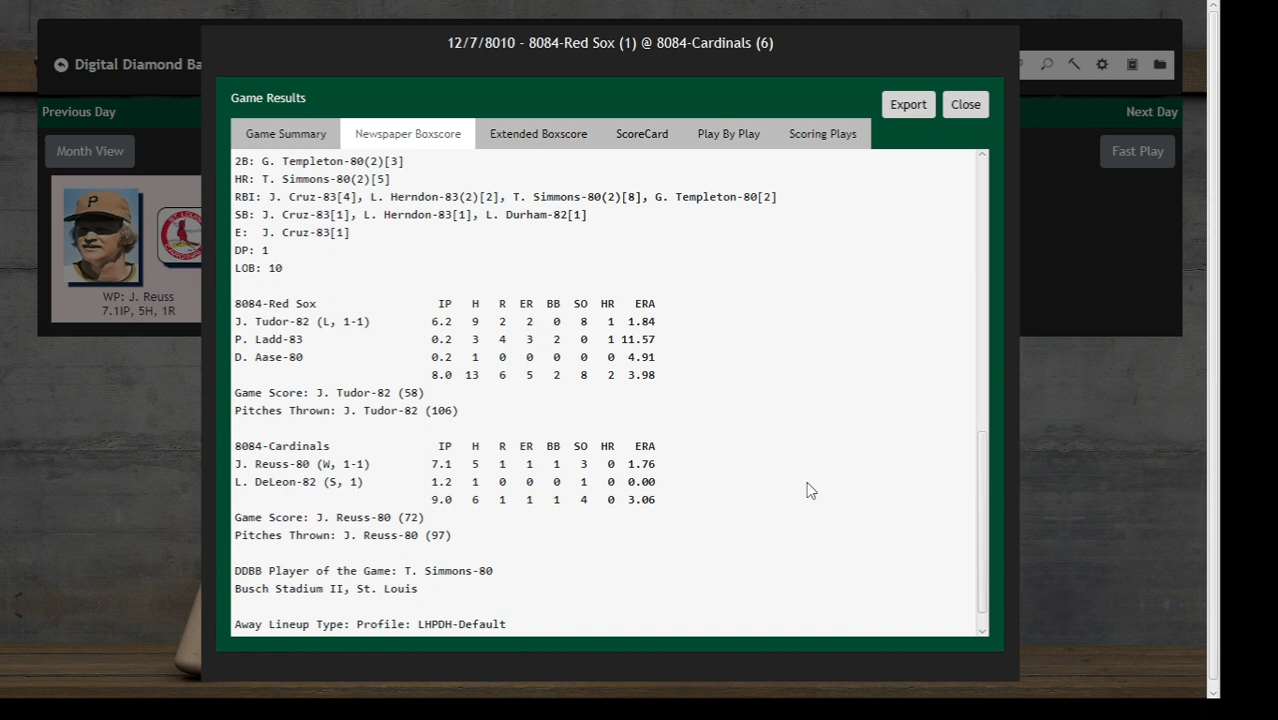 12/7/8010 - 8084-Red Sox (1) @ 8084-Cardinals (6)
Digital Diamond Ba
Previous Day
Next Day
Month View
Fast Play
P
ST. LOUIS
CARDINALS
WP: J. Reuss
7.1IP, 5H, 1R
Game Results
Export Close
Game Summary Newspaper Boxscore Extended Boxscore ScoreCard Play By Play Scoring Plays
2B: G. Templeton-80(2)[3]
HR: T. Simmons-80(2)[5]
RBI: J. Cruz-83[4], L. Herndon-83(2)[2], T. Simmons-80(2)[8], G. Templeton-80[2]
SB: J. Cruz-83[1], L. Herndon-83[1], L. Durham-82[1]
E: J. Cruz-83[1]
DP: 1
LOB: 10
8084-Red Sox IP H R ER BB SO HR ERA
J. Tudor-82 (L, 1-1) 6.2 9 2 2 0 8 1 1.84
P. Ladd-83 0.2 3 4 3 2 0 1 11.57
D. Aase-80 0.2 1 0 0 0 0 0 4.91
8.0 13 6 5 2 8 2 3.98
Game Score: J. Tudor-82 (58)
Pitches Thrown: J. Tudor-82 (106)
8084-Cardinals IP H R ER BB SO HR ERA
J. Reuss-80 (W, 1-1) 7.1 5 1 1 1 3 0 1.76
L. DeLeon-82 (S, 1) 1.2 1 0 0 0 1 0 0.00
9.0 6 1 1 1 4 0 3.06
Game Score: J. Reuss-80 (72)
Pitches Thrown: J. Reuss-80 (97)
DDBB Player of the Game: T. Simmons-80
Busch Stadium II, St. Louis
Away Lineup Type: Profile: LHPDH-Default